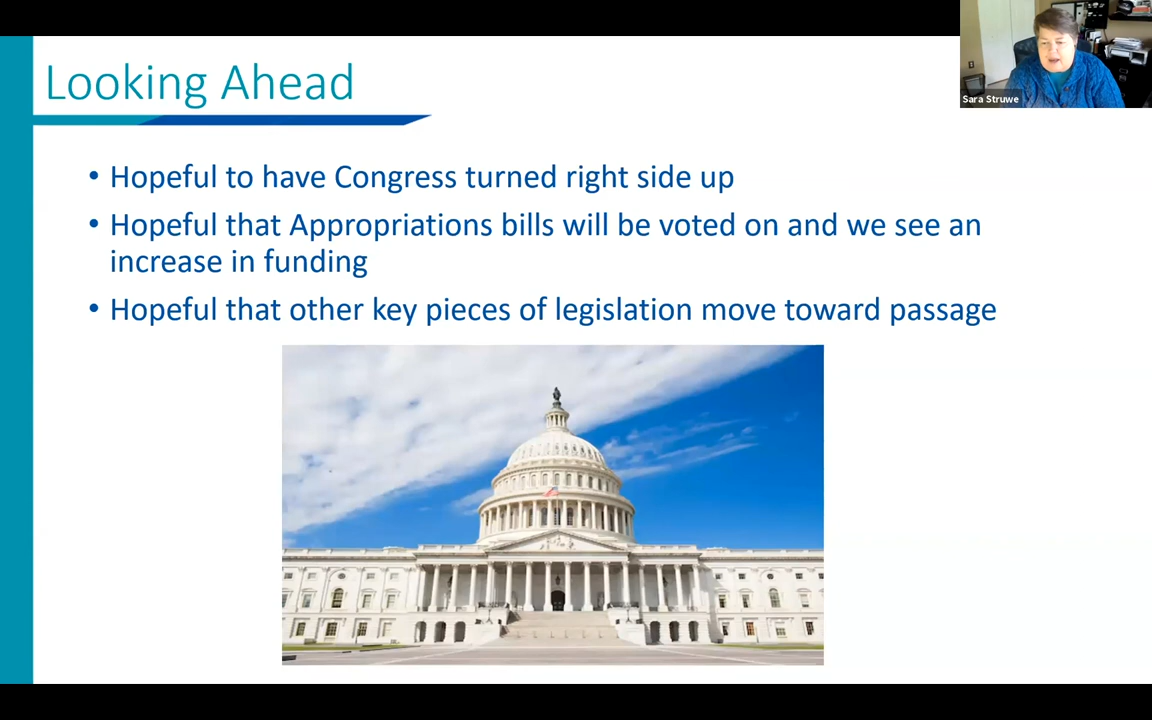 Looking Ahead
Sara Struwe
• Hopeful to have Congress turned right side up
• Hopeful that Appropriations bills will be voted on and we see an
increase in funding
• Hopeful that other key pieces of legislation move toward passage